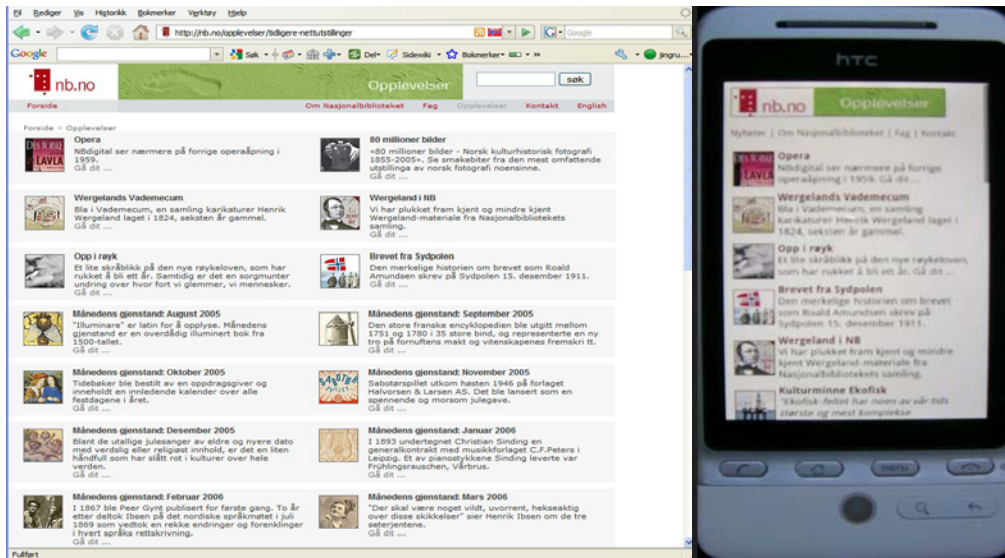 Fil Rediger Vis Historikk Bokmerker Verktøy Hjelp
http://nb.no/opplevelser/tidligere-nettutstillinger
Google
Google
Søk
Del
Sidewiki
Bokmerker
jingru...
nb.no
Opplevelser
søk
Forside
Om Nasjonalbiblioteket Fag Opplevelser Kontakt English
Forside > Opplevelser
Opera
NBdigital ser nærmere på forrige operaåpning i
1959.
Gå dit ...
Wergelands Vademecum
Bla i Vademecum, en samling karikaturer Henrik
Wergeland laget i 1824, seksten år gammel.
Gå dit ...
Opp i røyk
Et lite skråblikk på den nye røykeloven, som har
rukket å bli ett år. Samtidig er det en sorgmunter
undring over hvor fort vi glemmer, vi mennesker.
Gå dit ...
Månedens gjenstand: August 2005
"Illuminare" er latin for å opplyse. Månedens
gjenstand er en overdådig illuminert bok fra
1500-tallet.
Gå dit ...
Månedens gjenstand: Oktober 2005
Tidebøker ble bestilt av en oppdragsgiver og
inneholdt en innledende kalender over alle
festdagene i året.
Gå dit ...
Månedens gjenstand: Desember 2005
Blant de utallige julesanger av eldre og nyere dato
med verdslig eller religiøst innhold, er det en liten
håndfull som har slått rot i kulturer over hele
verden.
Gå dit ...
Månedens gjenstand: Februar 2006
I 1867 ble Peer Gynt publisert for første gang. To år
etter deltok Ibsen på det nordiske språkmøtet i juli
1869 som vedtok en rekke endringer og forenklinger
i hvert språks rettskrivning.
Gå dit ...
80 millioner bilder
«80 millioner bilder - Norsk kulturhistorisk fotografi
1855-2005». Se smakebiter fra den mest omfattende
utstillinga av norsk fotografi noensinne.
Gå dit ...
Wergeland i NB
Vi har plukket fram kjent og mindre kjent
Wergeland-materiale fra Nasjonalbibliotekets
samling.
Gå dit ...
Brevet fra Sydpolen
Den merkelige historien om brevet som Roald
Amundsen skrev på Sydpolen 15. desember 1911.
Gå dit ...
Månedens gjenstand: September 2005
Den store franske encyklopedien ble utgitt mellom
1751 og 1780 i 35 store bind, og representerte en ny
tro på fornuftens makt og vitenskapenes fremskri tt.
Gå dit ...
Månedens gjenstand: November 2005
Sabotørspillet utkom høsten 1946 på forlaget
Halvorsen & Larsen AS. Det ble lansert som en
spennende og morsom julegave.
Gå dit ...
Månedens gjenstand: Januar 2006
I 1893 undertegnet Christian Sinding en
generalkontrakt med musikkforlaget C.F.Peters i
Leipzig. Et av pianostykkene Sinding leverte var
Frühlingsrauschen, Vårbrus.
Gå dit ...
Månedens gjenstand: Mars 2006
"Der skal være noget vildt, uvorrent, hekseaktig
over disse skikkelser" sier Henrik Ibsen om de tre
seterjentene.
Gå dit ...
Fullført
hTC
nb.no
Opplevelser
Nyheter | Om Nasjonalbiblioteket | Fag | Kontakt
Opera
NBdigital ser nærmere på forrige
operaåpning i 1959. Gå dit ...
Wergelands Vademecum
Bla i Vademecum, en samling
karikaturer Henrik Wergeland laget i
1824, seksten år gammel.
Opp i røyk
Et lite skråblikk på den nye røykeloven,
som har rukket å bli ett år. Gå dit ...
Brevet fra Sydpolen
Den merkelige historien om brevet
som Roald Amundsen skrev på
Sydpolen 15. desember 1911.
Wergeland i NB
Vi har plukket fram kjent og mindre
kjent Wergeland-materiale fra
Nasjonalbibliotekets samling.
Kulturminne Ekofisk
"Ekofisk-feltet har noen av vår tids
største og mest komplekse
menu